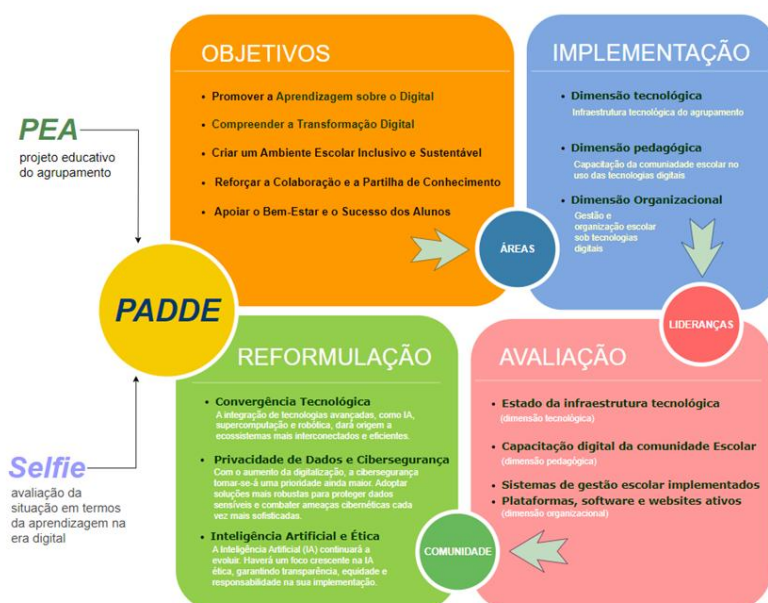 OBJETIVOS
• Promover a Aprendizagem sobre o Digital
• Compreender a Transformação Digital
• Criar um Ambiente Escolar Inclusivo e Sustentável
• Reforçar a Colaboração e a Partilha de Conhecimento
• Apoiar o Bem-Estar e o Sucesso dos Alunos
ÁREAS
IMPLEMENTAÇÃO
• Dimensão tecnológica
Infraestrutura tecnológica do agrupamento
• Dimensão pedagógica
Capacitação da comuniadade escolar no
uso das tecnologias digitais
• Dimensão Organizacional
Gestão e
organização escolar
sob tecnologias
digitais
LIDERANÇAS
PEA
projeto educativo
do agrupamento
PADDE
Selfie
avaliação da
situação em termos
da aprendizagem na
era digital
REFORMULAÇÃO
• Convergência Tecnológica
A integração de tecnologias avançadas, como IA,
supercomputação e robótica, dará origem a
ecossistemas mais interconectados e eficientes.
• Privacidade de Dados e Cibersegurança
Com o aumento da digitalização, a cibersegurança
tornar-se-á uma prioridade ainda maior. Adoptar
soluções mais robustas para proteger dados
sensíveis e combater ameaças cibernéticas cada
vez mais sofisticadas.
• Inteligência Artificial e Ética
A Inteligência Artificial (IA) continuará a
evoluir. Haverá um foco crescente na IA
ética, garantindo transparência, equidade e
responsabilidade na sua implementação.
COMUNIDADE
AVALIAÇÃO
• Estado da infraestrutura tecnológica
(dimensão tecnológica)
• Capacitação digital da comunidade Escolar
(dimensão pedagógica)
• Sistemas de gestão escolar implementados
• Plataformas, software e websites ativos
(dimensão organizacional)